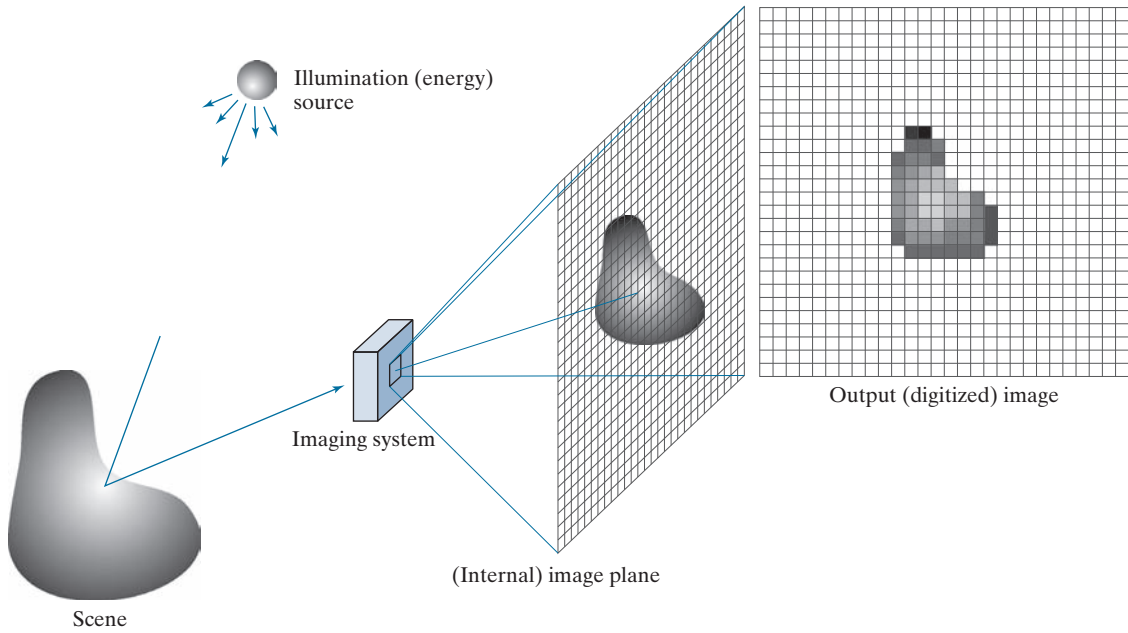 Illumination (energy)
source
Output (digitized) image
Imaging system
(Internal) image plane
Scene